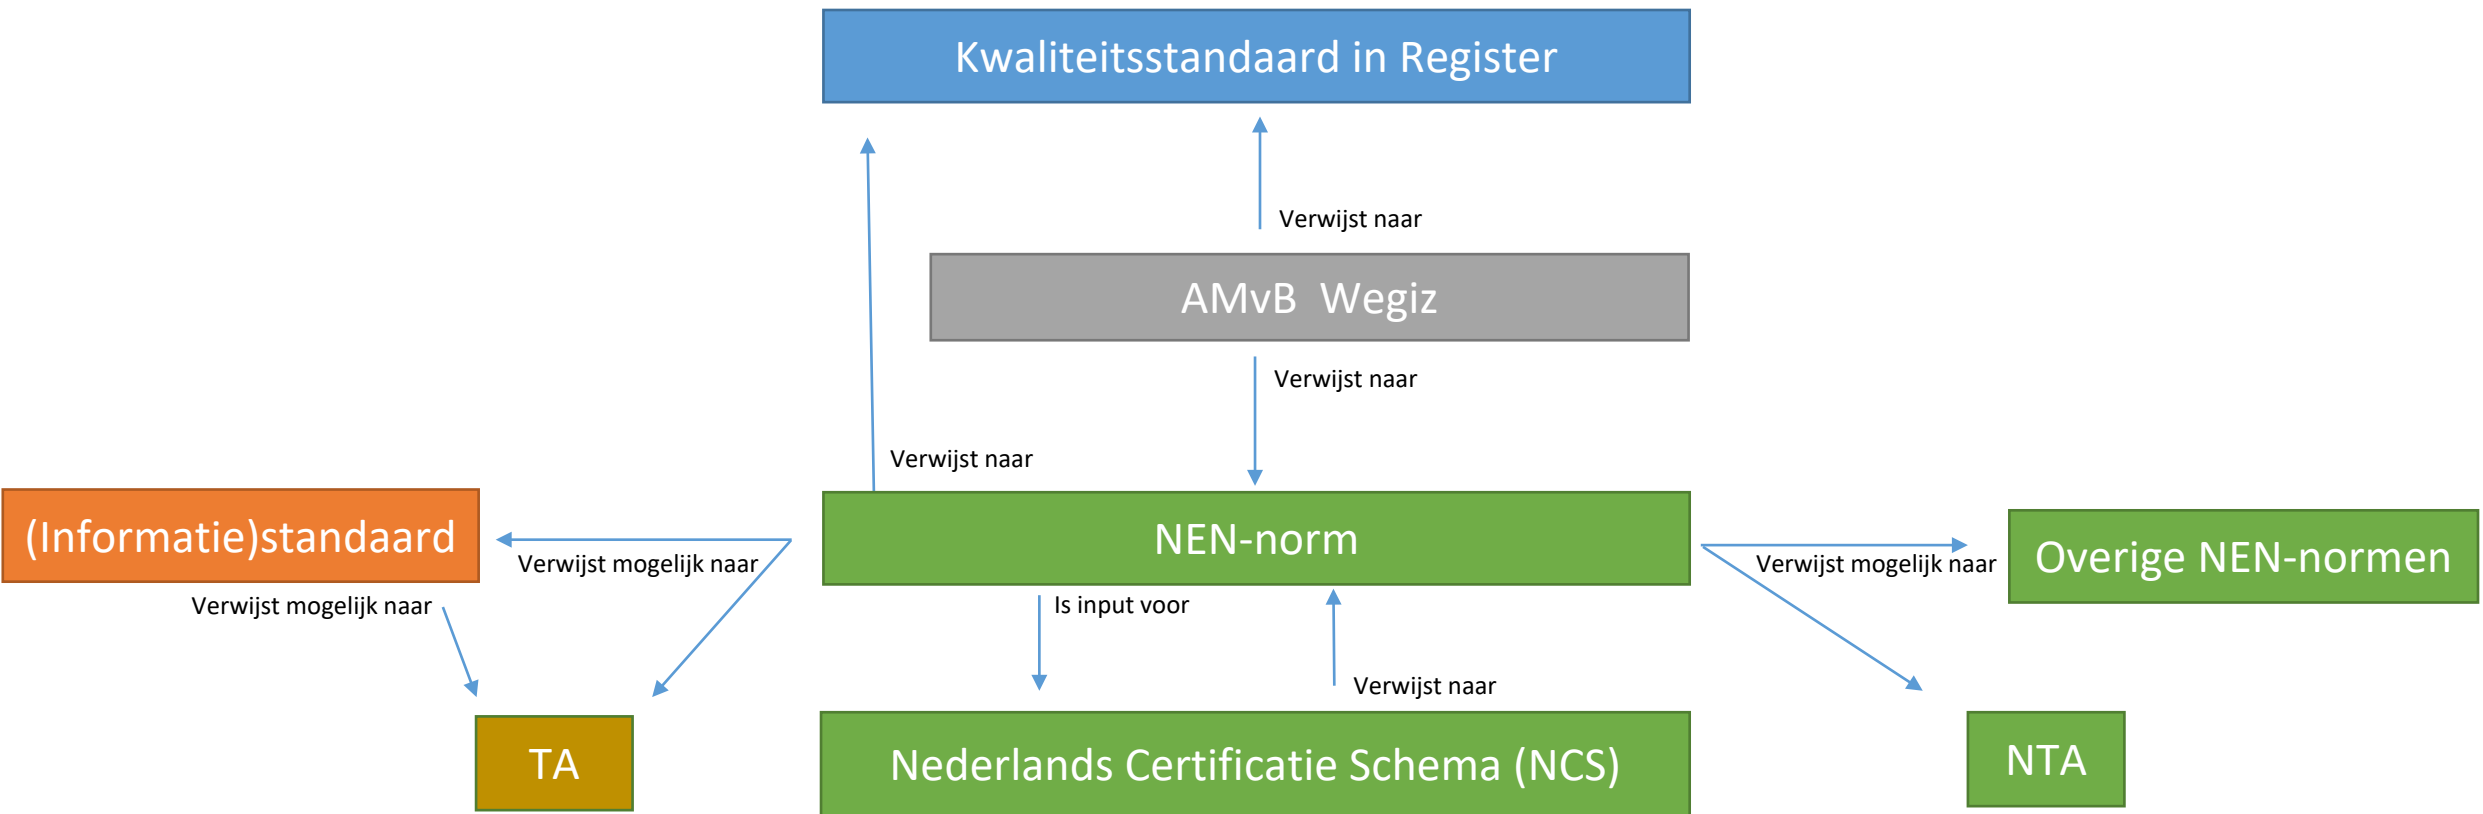 Kwaliteitsstandaard in Register
Verwijst naar
AMvB Wegiz
Verwijst naar
Verwijst naar
(Informatie)standaard
NEN-norm
Overige NEN-normen
Verwijst mogelijk naar
Verwijst mogelijk naar
Verwijst mogelijk naar
Is input voor
Verwijst naar
TA
Nederlands Certificatie Schema (NCS)
NTA